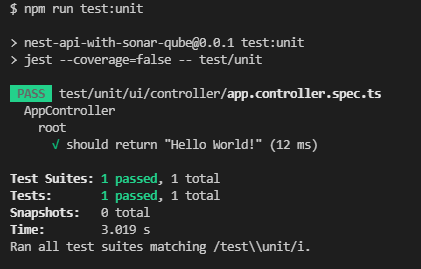 $ npm run test:unit
> nest-api-with-sonar-qube@0.0.1 test:unit
> jest --coverage=false -- test/unit
PASS test/unit/ui/controller/app.controller.spec.ts
AppController
root
√ should return "Hello World!" (12 ms)
Test Suites: 1 passed, 1 total
Tests: 1 passed, 1 total
Snapshots: 0 total
Time: 3.019 s
Ran all test suites matching /test\\unit/i.